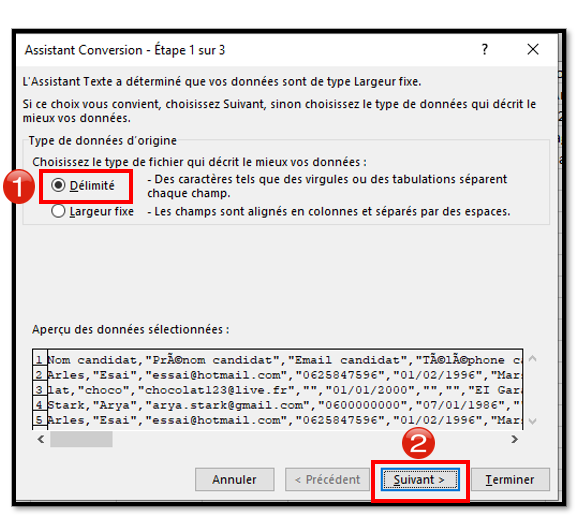 Assistant Conversion - Étape 1 sur 3 ?
L'Assistant Texte a déterminé que vos données sont de type Largeur fixe.
Si ce choix vous convient, choisissez Suivant, sinon choisissez le type de données qui décrit le
mieux vos données.
Type de données d'origine
Choisissez le type de fichier qui décrit le mieux vos données :
1 Délimité - Des caractères tels que des virgules ou des tabulations séparent
chaque champ.
Largeur fixe - Les champs sont alignés en colonnes et séparés par des espaces.
Aperçu des données sélectionnées :
1 Nom candidat,"PrÃ©nom candidat","Email candidat","TÃ©lÃ©phone c
2 Arles,"Esai","essai@hotmail.com","0625847596","01/02/1996","Mar
3 lat,"choco","chocolat123@live.fr","","01/01/2000","","","EI Gar
4 Stark,"Arya","arya.stark@gmail.com","0600000000","07/01/1986","
5 Arles,"Esai","essai@hotmail.com","0625847596","01/02/1996","Mar
2
Annuler < Précédent Suivant > Terminer